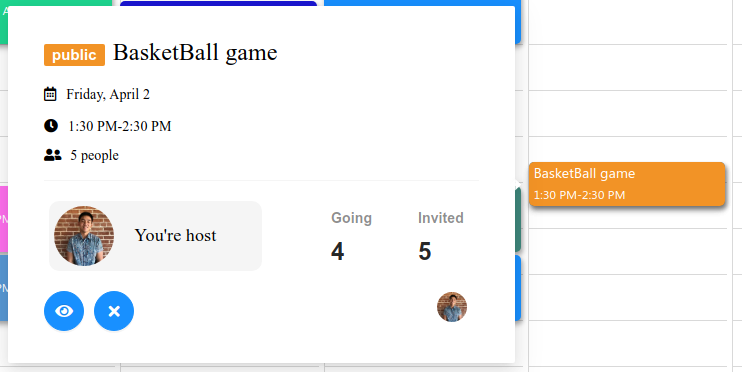 public BasketBall game
Friday, April 2
1:30 PM-2:30 PM
5 people
You're host
Going Invited
4 5
BasketBall game
1:30 PM-2:30 PM